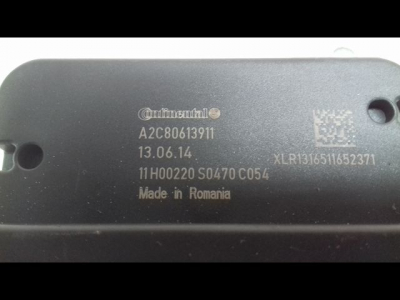 Continental
A2C80613911
13.06.14
XLR1316511652371
11H00220 S0470 C054
Made in Romania